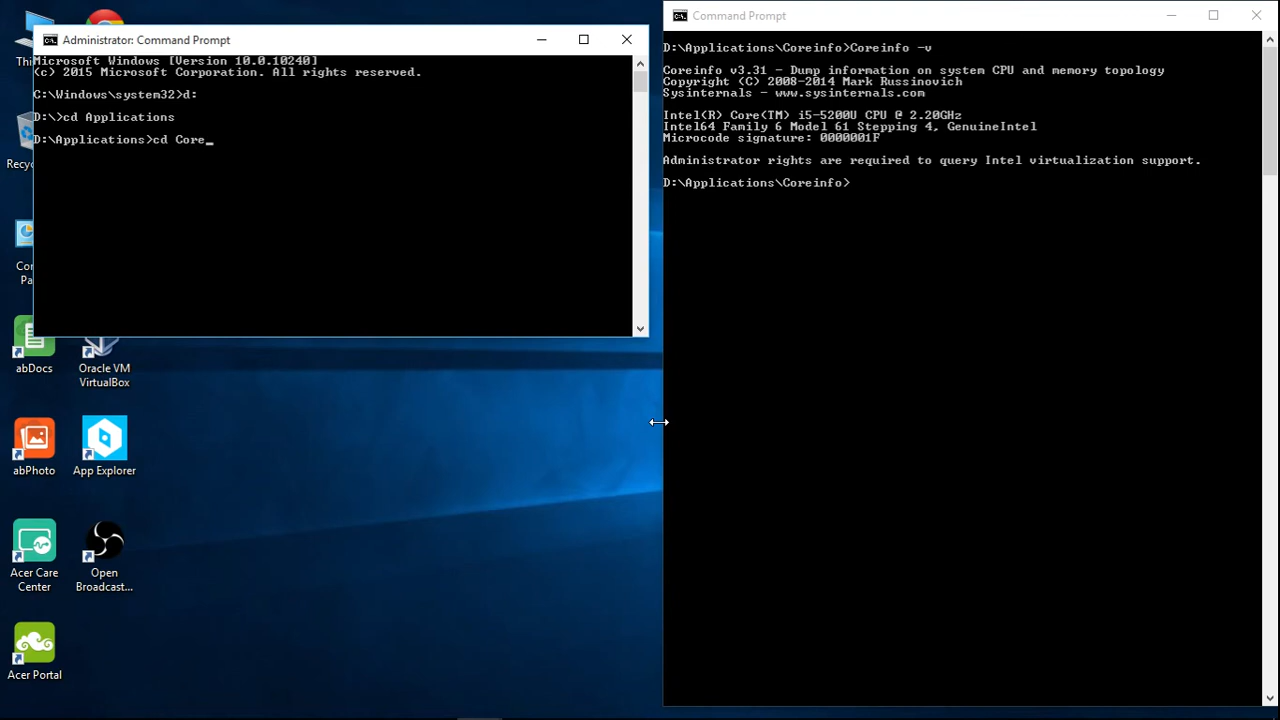 Administrator: Command Prompt
Microsoft Windows [Version 10.0.10240]
(c) 2015 Microsoft Corporation. All rights reserved.
C:\Windows\system32>d:
D:\>cd Applications
D:\Applications>cd Core_
Command Prompt
D:\Applications\Coreinfo>Coreinfo -v
Coreinfo v3.31 - Dump information on system CPU and memory topology
Copyright (C) 2008-2014 Mark Russinovich
Sysinternals - www.sysinternals.com
Intel(R) Core(TM) i5-5200U CPU @ 2.20GHz
Intel64 Family 6 Model 61 Stepping 4, GenuineIntel
Microcode signature: 0000001F
Administrator rights are required to query Intel virtualization support.
D:\Applications\Coreinfo>
Thi
Recyc
Con
Pa
abDocs
Oracle VM
VirtualBox
abPhoto
App Explorer
Acer Care
Center
Open
Broadcast...
Acer Portal